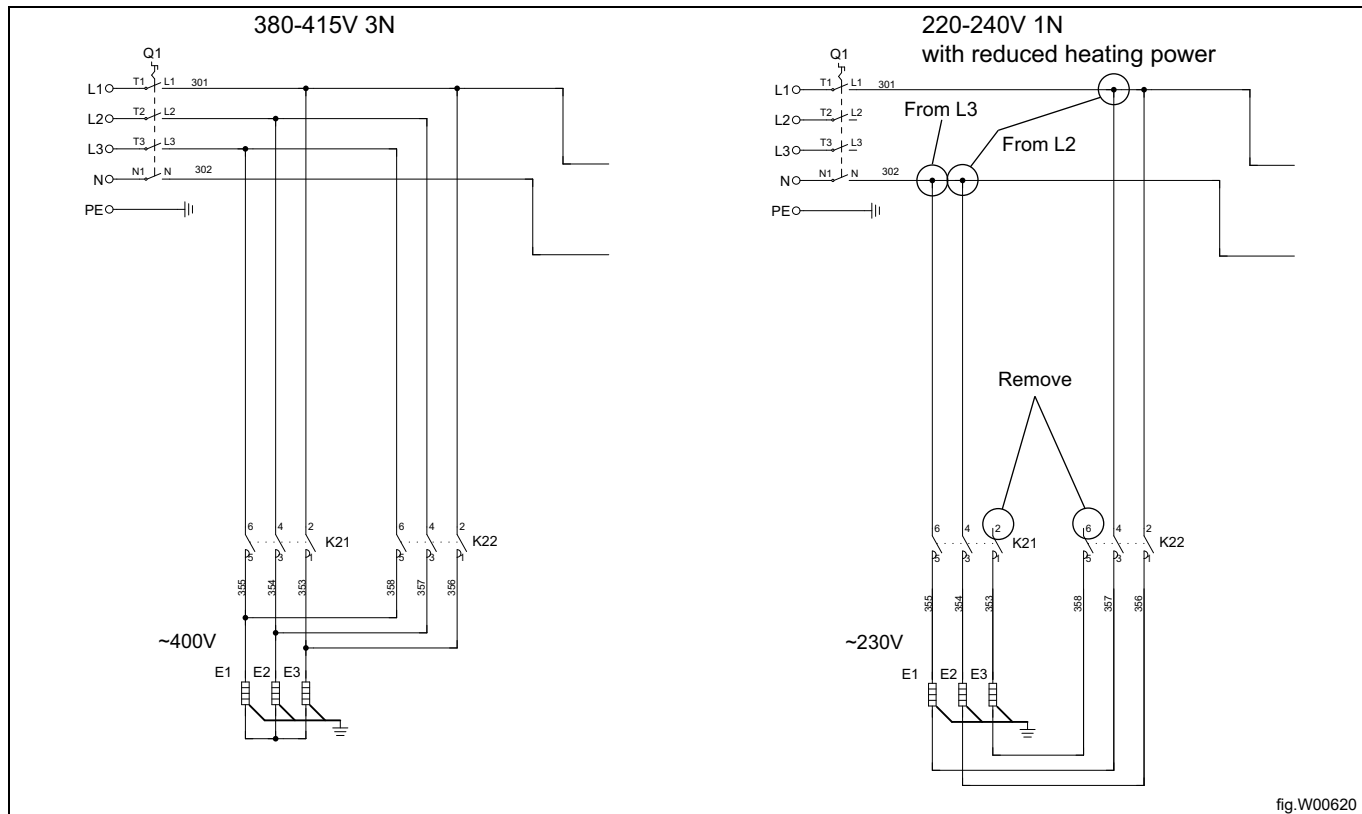 380-415V 3N
Q1
L1 T1 L1 301
L2 T2 L2
L3 T3 L3
N N1 N 302
PE
6 4 2 K21 6 4 2 K22
5 3 1 5 3 1
355 354 353 358 357 356
~400V
E1 E2 E3
220-240V 1N
with reduced heating power
Q1
L1 T1 L1 301
L2 T2 L2
L3 T3 L3
N N1 N 302
PE
From L3
From L2
Remove
6 4 2 K21 6 4 2 K22
5 3 1 5 3 1
355 354 353 358 357 356
~230V
E1 E2 E3
fig.W00620